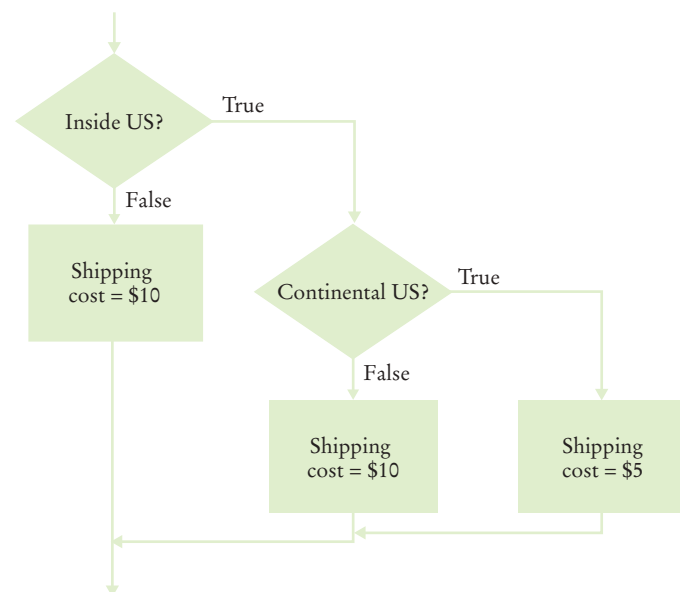 True
Inside US?
False
Shipping
cost = $10
True
Continental US?
False
Shipping
cost = $10
Shipping
cost = $5